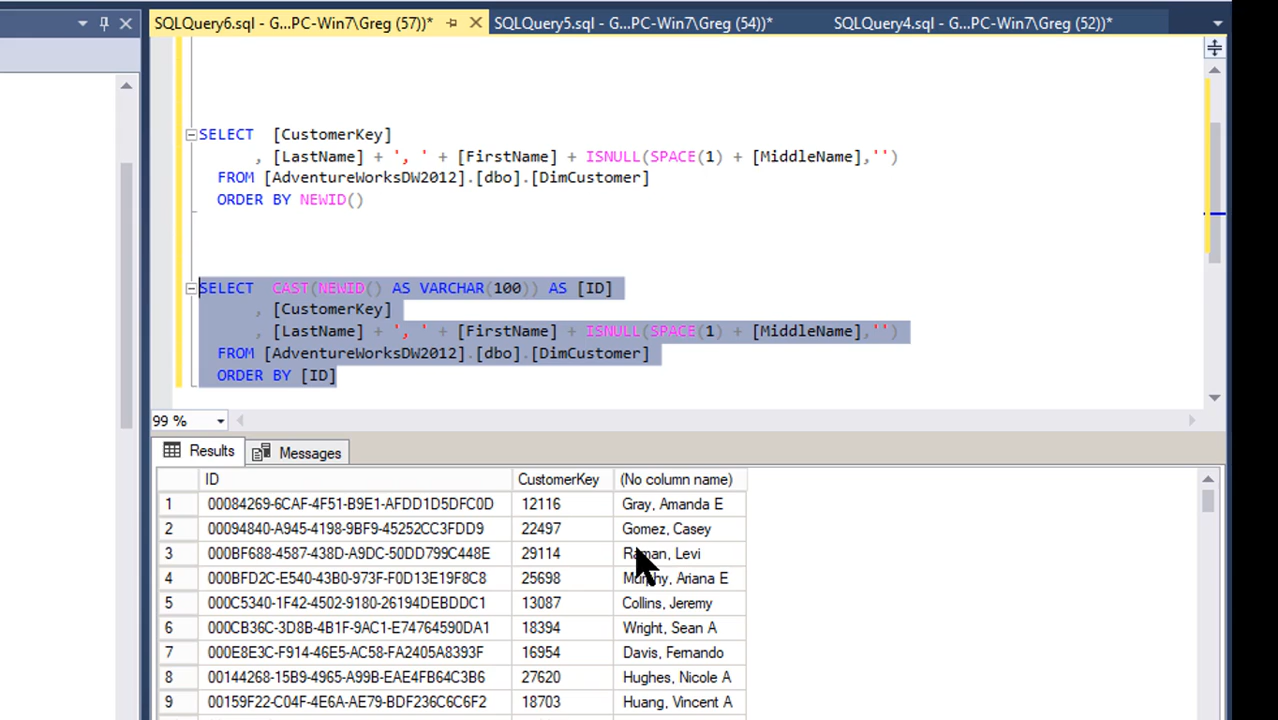 SQLQuery6.sql - G...PC-Win7\Greg (57))* SQLQuery5.sql - G...PC-Win7\Greg (54))* SQLQuery4.sql - G...PC-Win7\Greg (52))*
SELECT [CustomerKey]
, [LastName] + ', ' + [FirstName] + ISNULL(SPACE(1) + [MiddleName],'')
FROM [AdventureWorksDW2012].[dbo].[DimCustomer]
ORDER BY NEWID()
SELECT CAST(NEWID() AS VARCHAR(100)) AS [ID]
, [CustomerKey]
, [LastName] + ', ' + [FirstName] + ISNULL(SPACE(1) + [MiddleName],'')
FROM [AdventureWorksDW2012].[dbo].[DimCustomer]
ORDER BY [ID]
99 %
Results Messages
ID CustomerKey (No column name)
1 00084269-6CAF-4F51-B9E1-AFDD1D5DFC0D 12116 Gray, Amanda E
2 00094840-A945-4198-9BF9-45252CC3FDD9 22497 Gomez, Casey
3 000BF688-4587-438D-A9DC-50DD799C448E 29114 Raman, Levi
4 000BFD2C-E540-43B0-973F-F0D13E19F8C8 25698 Murphy, Ariana E
5 000C5340-1F42-4502-9180-26194DEBDDC1 13087 Collins, Jeremy
6 000CB36C-3D8B-4B1F-9AC1-E74764590DA1 18394 Wright, Sean A
7 000E8E3C-F914-46E5-AC58-FA2405A8393F 16954 Davis, Fernando
8 00144268-15B9-4965-A99B-EAE4FB64C3B6 27620 Hughes, Nicole A
9 00159F22-C04F-4E6A-AE79-BDF236C6C6F2 18703 Huang, Vincent A